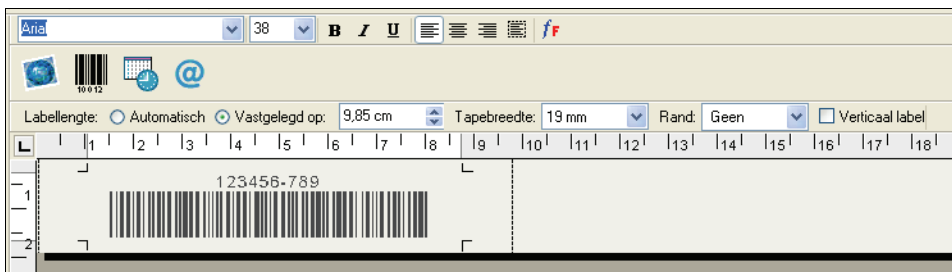 Arial 38 B I U fF
10012 @
Labellengte: Automatisch Vastgelegd op: 9,85 cm Tapebreedte: 19 mm Rand: Geen Verticaal label
L 1 2 3 4 5 6 7 8 9 10 11 12 13 14 15 16 17 18
123456-789
1
2